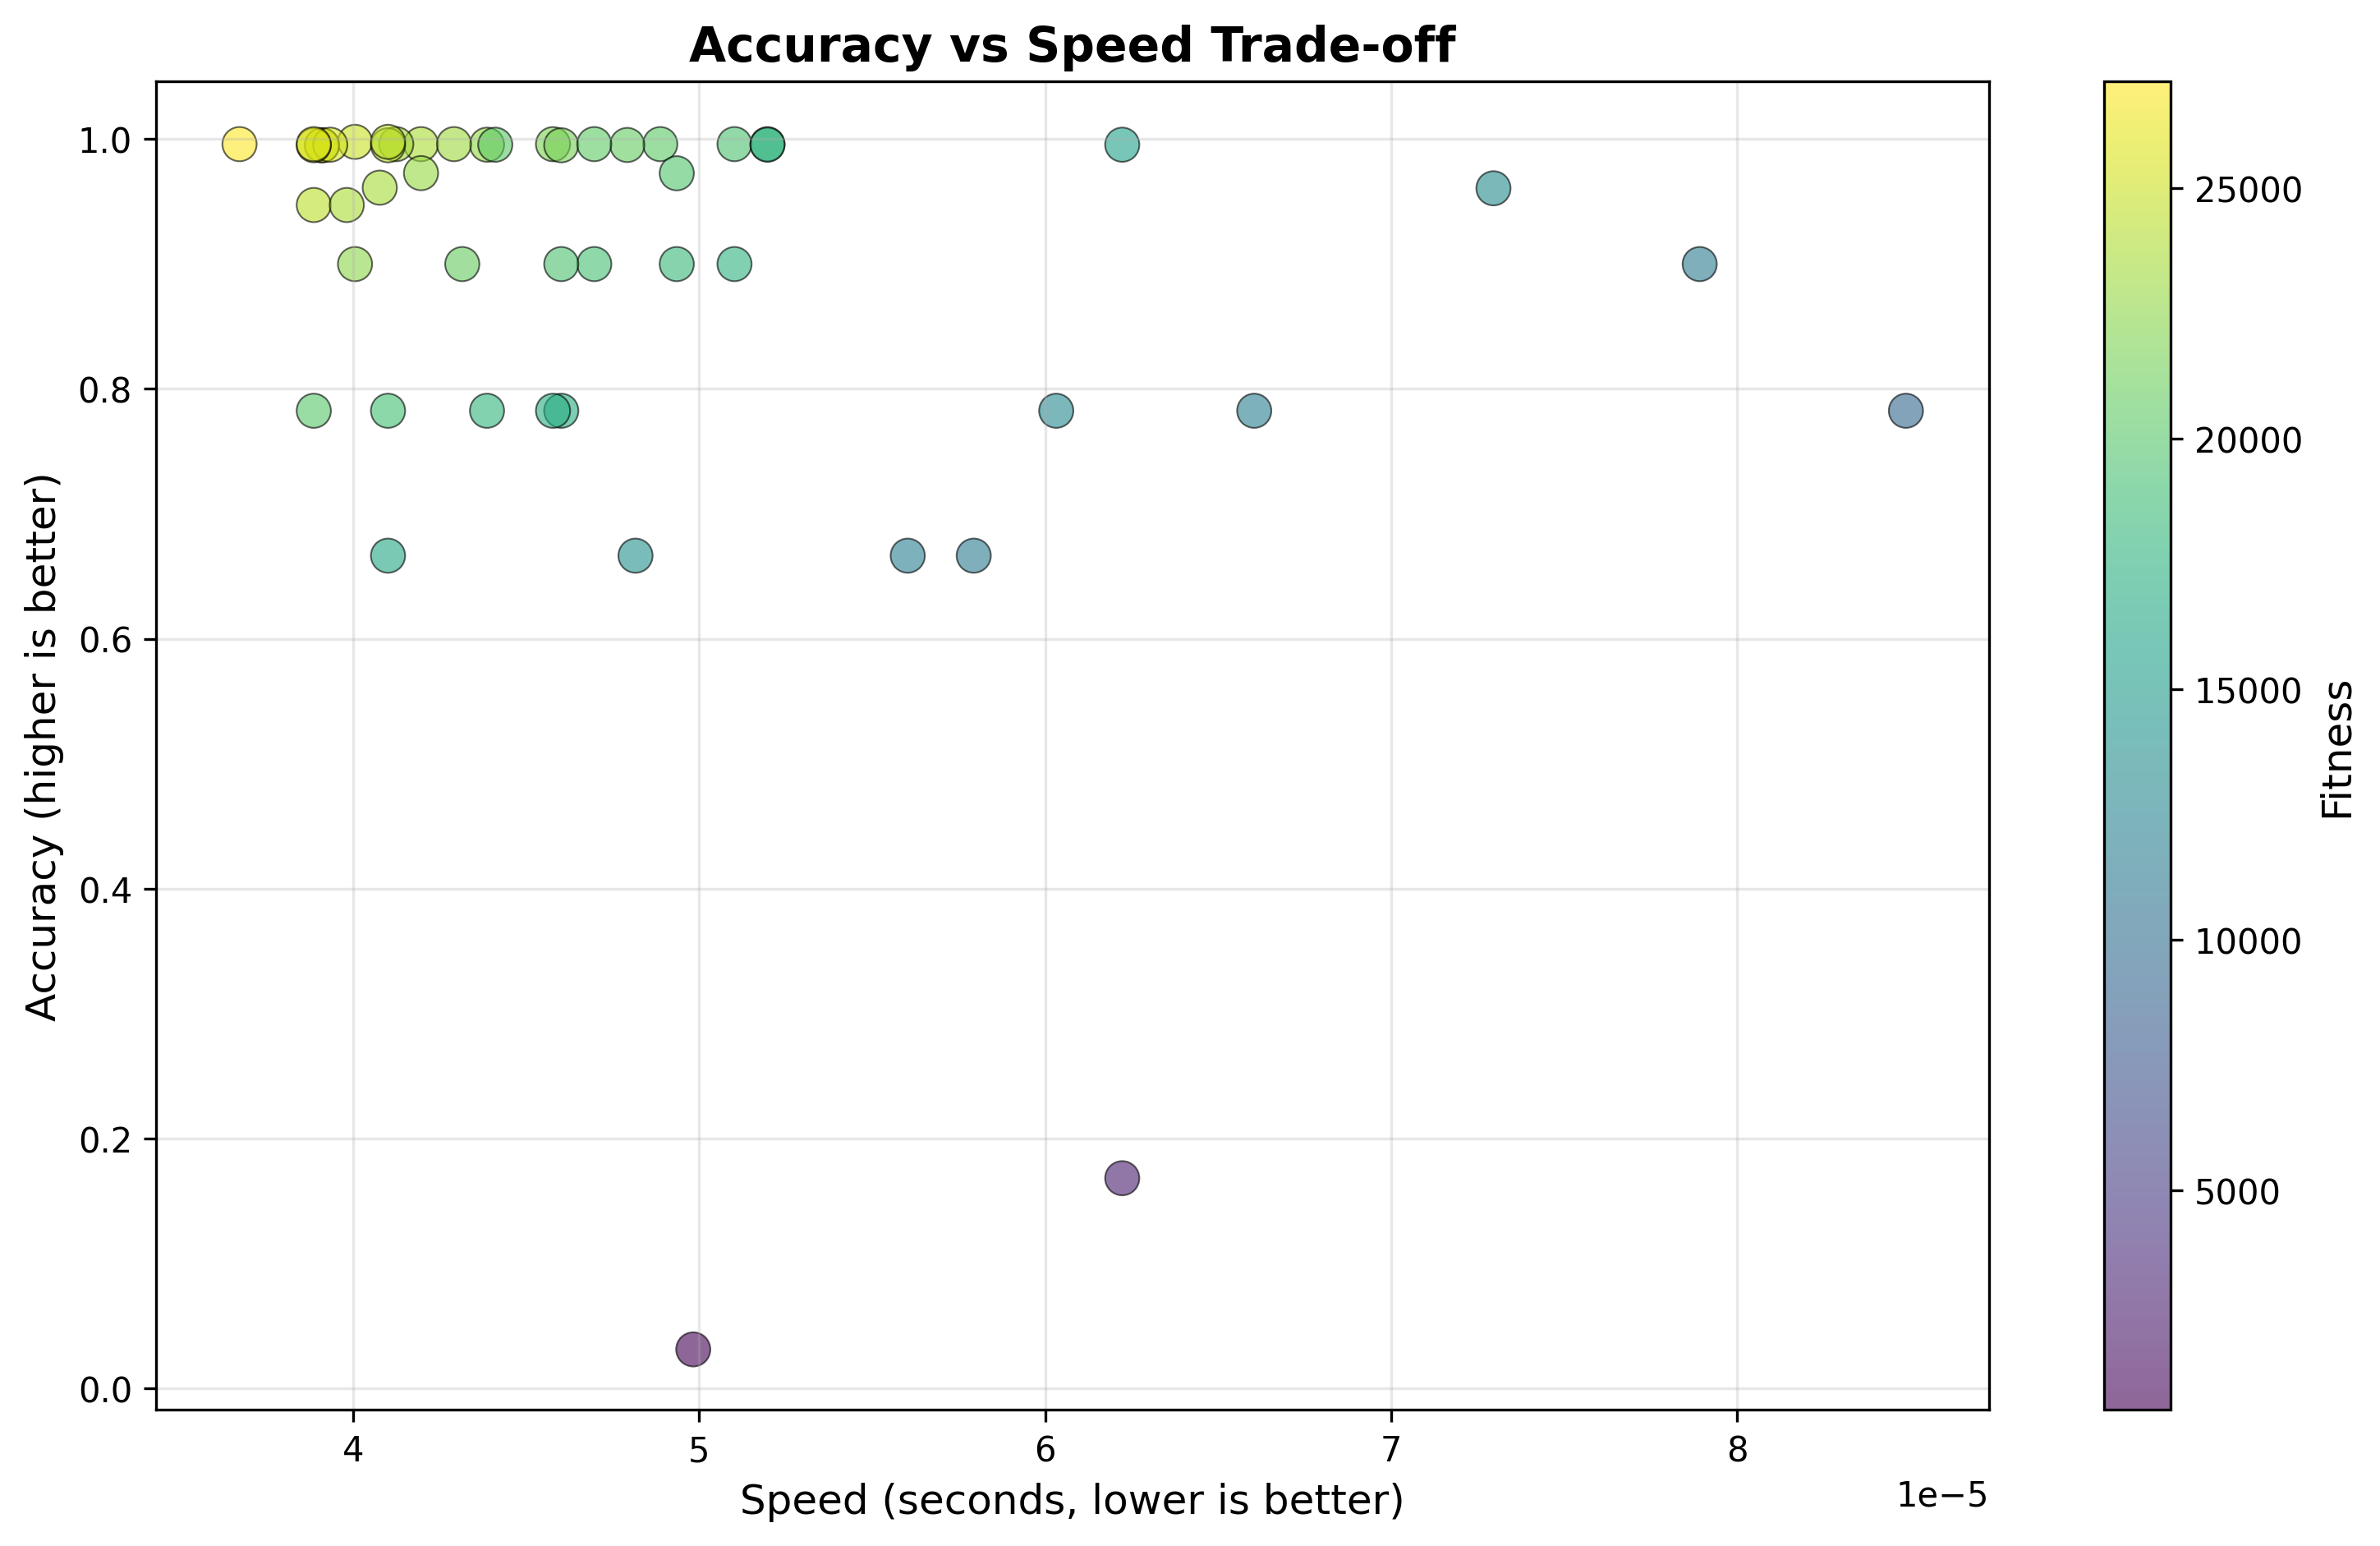 Accuracy vs Speed Trade-off
Accuracy (higher is better)
1.0
0.8
0.6
0.4
0.2
0.0
4 5 6 7 8
1e−5
Speed (seconds, lower is better)
25000
20000
15000
10000
5000
Fitness